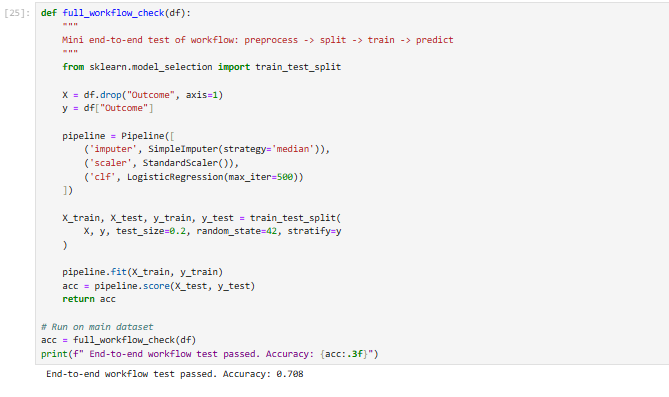 [25]: def full_workflow_check(df):
"""
Mini end-to-end test of workflow: preprocess -> split -> train -> predict
"""
from sklearn.model_selection import train_test_split
X = df.drop("Outcome", axis=1)
y = df["Outcome"]
pipeline = Pipeline([
('imputer', SimpleImputer(strategy='median')),
('scaler', StandardScaler()),
('clf', LogisticRegression(max_iter=500))
])
X_train, X_test, y_train, y_test = train_test_split(
X, y, test_size=0.2, random_state=42, stratify=y
)
pipeline.fit(X_train, y_train)
acc = pipeline.score(X_test, y_test)
return acc
# Run on main dataset
acc = full_workflow_check(df)
print(f" End-to-end workflow test passed. Accuracy: {acc:.3f}")
End-to-end workflow test passed. Accuracy: 0.708